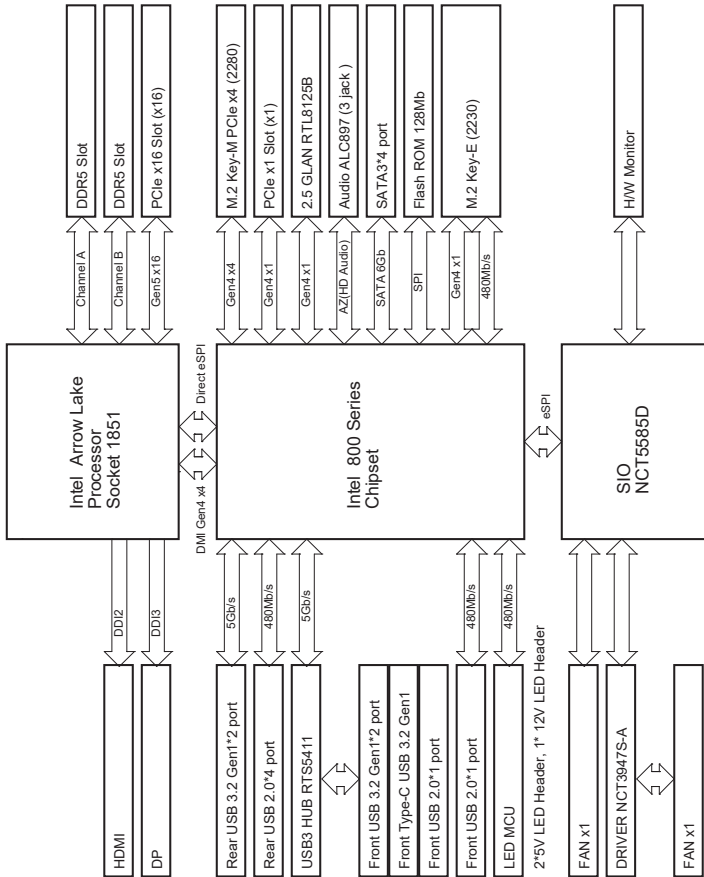 DDR5 Slot
DDR5 Slot
PCIe x16 Slot (x16)
M.2 Key-M PCIe x4 (2280)
PCIe x1 Slot (x1)
2.5 GLAN RTL8125B
Audio ALC897 (3 jack )
SATA3*4 port
Flash ROM 128Mb
M.2 Key-E (2230)
H/W Monitor
Channel A
Channel B
Gen5 x16
Gen4 x4
Gen4 x1
Gen4 x1
AZ(HD Audio)
SATA 6Gb
SPI
Gen4 x1
480Mb/s
Intel Arrow Lake
Processor
Socket 1851
Direct eSPI
DMI Gen4 x4
Intel 800 Series
Chipset
eSPI
SIO
NCT5585D
DDI2
DDI3
5Gb/s
480Mb/s
5Gb/s
480Mb/s
480Mb/s
HDMI
DP
Rear USB 3.2 Gen1*2 port
Rear USB 2.0*4 port
USB3 HUB RTS5411
Front USB 3.2 Gen1*2 port
Front Type-C USB 3.2 Gen1
Front USB 2.0*1 port
Front USB 2.0*1 port
LED MCU
2*5V LED Header, 1* 12V LED Header
FAN x1
DRIVER NCT3947S-A
FAN x1